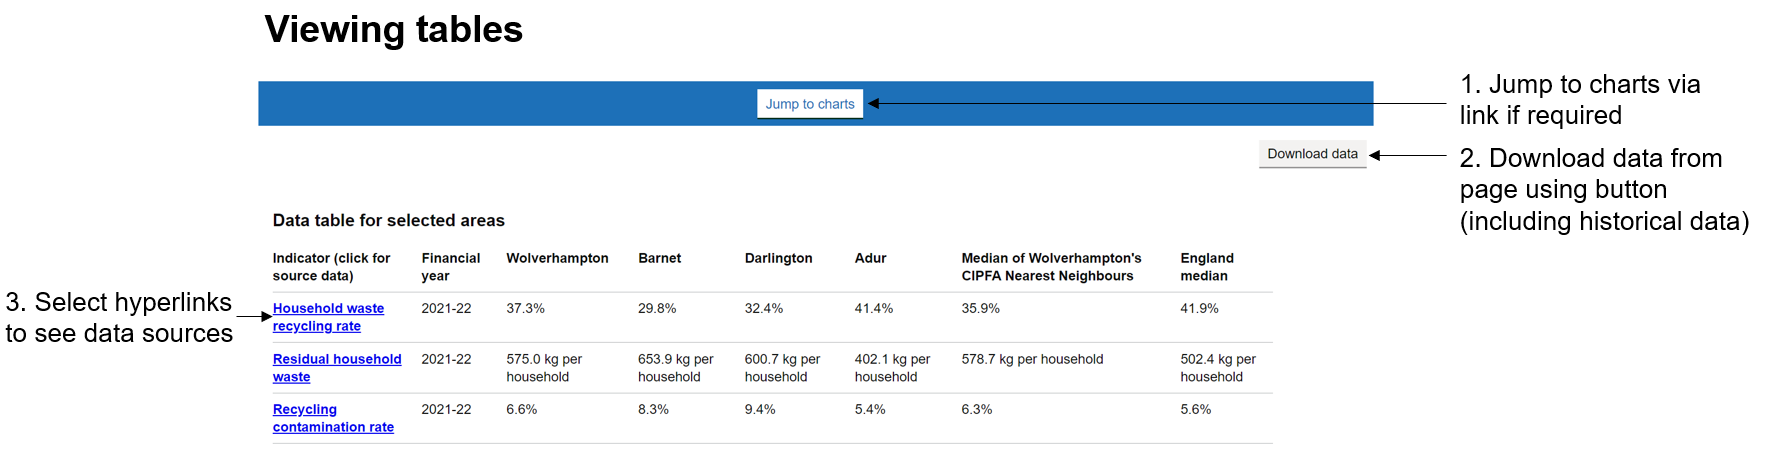 Viewing tables
Jump to charts
1. Jump to charts via
link if required
Download data
2. Download data from
page using button
(including historical data)
Data table for selected areas
Indicator (click for source data) Financial year Wolverhampton Barnet Darlington Adur Median of Wolverhampton's CIPFA Nearest Neighbours England median
3. Select hyperlinks
to see data sources
Household waste recycling rate 2021-22 37.3% 29.8% 32.4% 41.4% 35.9% 41.9%
Residual household waste 2021-22 575.0 kg per household 653.9 kg per household 600.7 kg per household 402.1 kg per household 578.7 kg per household 502.4 kg per household
Recycling contamination rate 2021-22 6.6% 8.3% 9.4% 5.4% 6.3% 5.6%